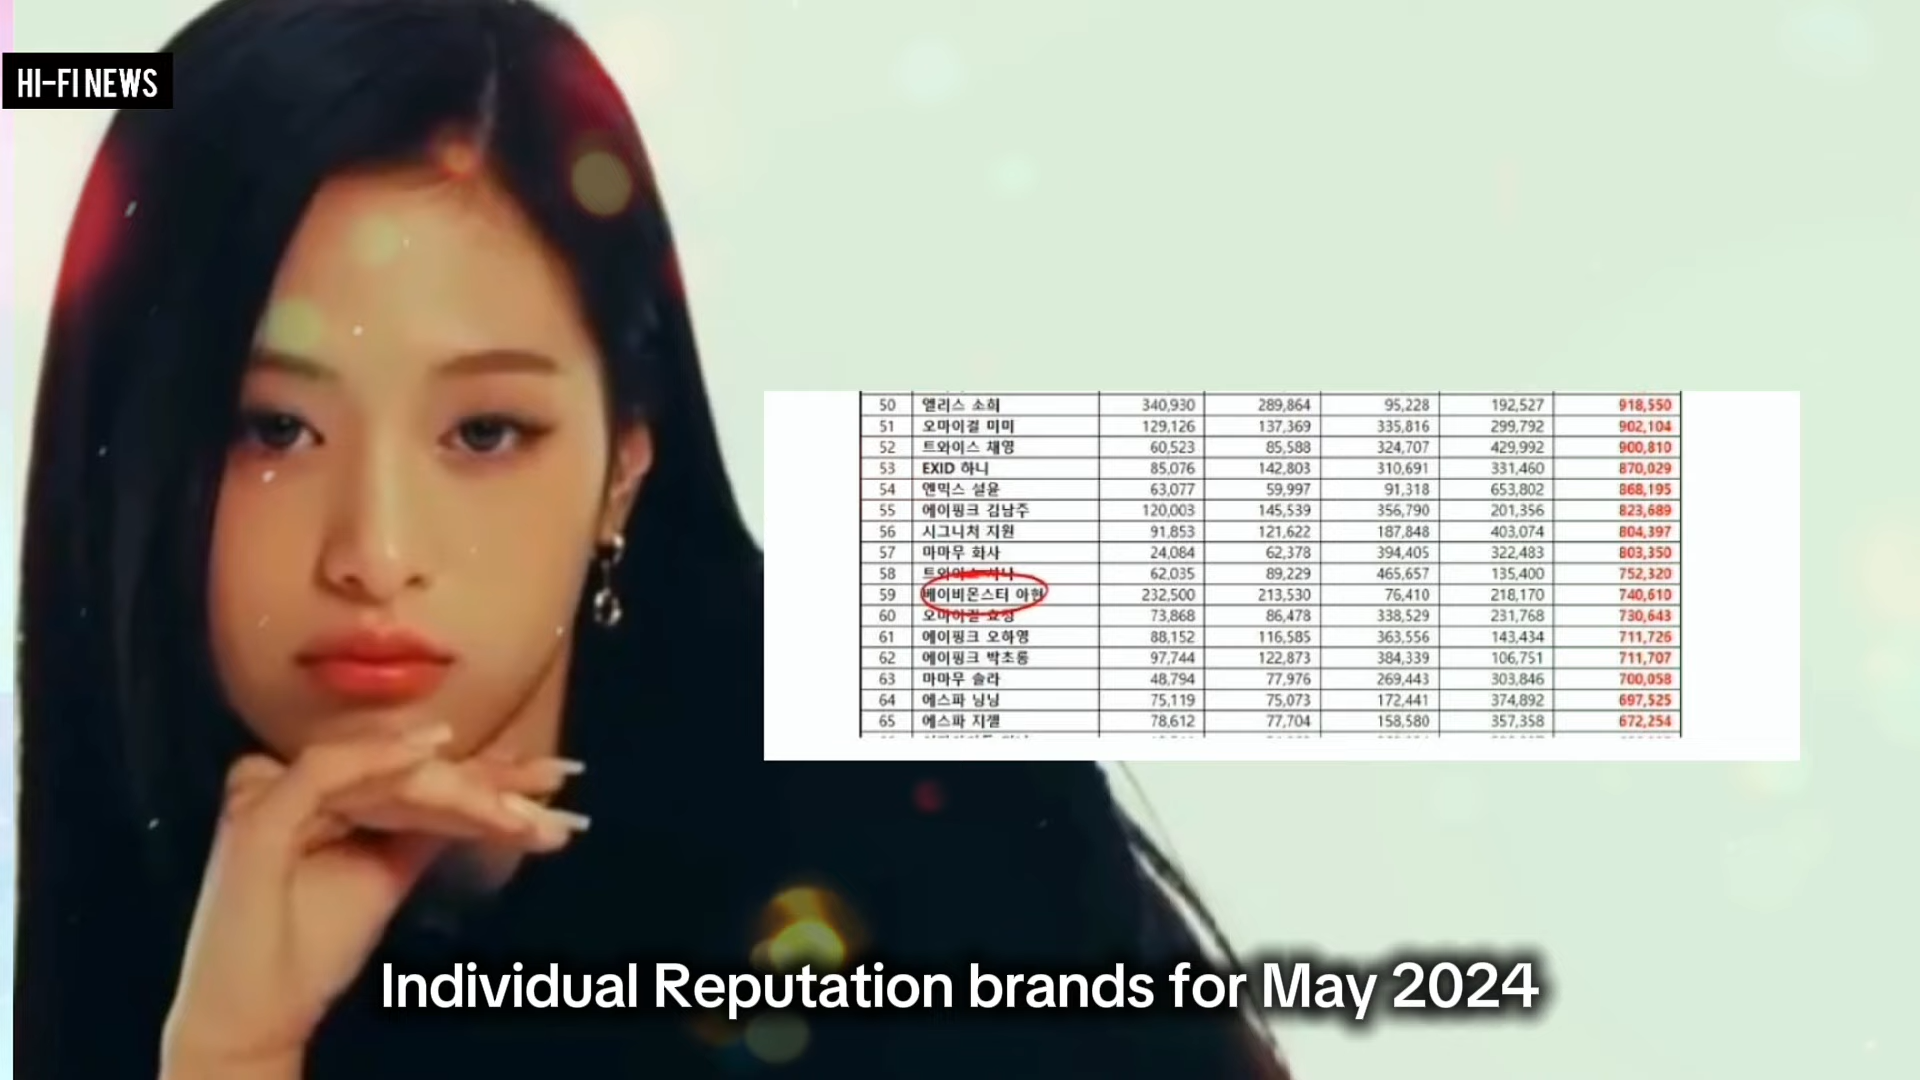 HI-FI NEWS
50 엘리스 소희 340,930 289,864 95,228 192,527 918,550
51 오마이걸 미미 129,126 137,369 335,816 299,792 902,104
52 트와이스 채영 60,523 85,588 324,707 429,992 900,810
53 EXID 하니 85,076 142,803 310,691 331,460 870,029
54 엔믹스 설윤 63,077 59,997 91,318 653,802 868,195
55 에이핑크 김남주 120,003 145,539 356,790 201,356 823,689
56 시그니처 지원 91,853 121,622 187,848 403,074 804,397
57 마마무 화사 24,084 62,378 394,405 322,483 803,350
58 트와이스 62,035 89,229 465,657 135,400 752,320
59 베이비몬스터 아현 232,500 213,530 76,410 218,170 740,610
60 오마이걸 효정 73,868 86,478 338,529 231,768 730,643
61 에이핑크 오하영 88,152 116,585 363,556 143,434 711,726
62 에이핑크 박초롱 97,744 122,873 384,339 106,751 711,707
63 마마무 솔라 48,794 77,976 269,443 303,846 700,058
64 에스파 닝닝 75,119 75,073 172,441 374,892 697,525
65 에스파 지젤 78,612 77,704 158,580 357,358 672,254
Individual Reputation brands for May 2024